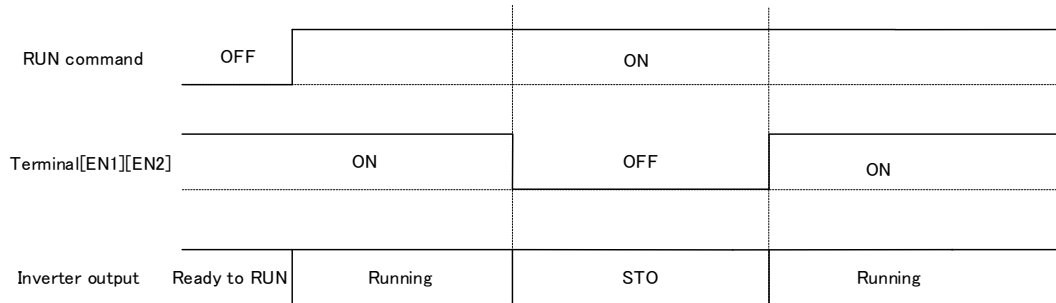 RUN command OFF ON
Terminal[EN1][EN2] ON OFF ON
Inverter output Ready to RUN Running STO Running